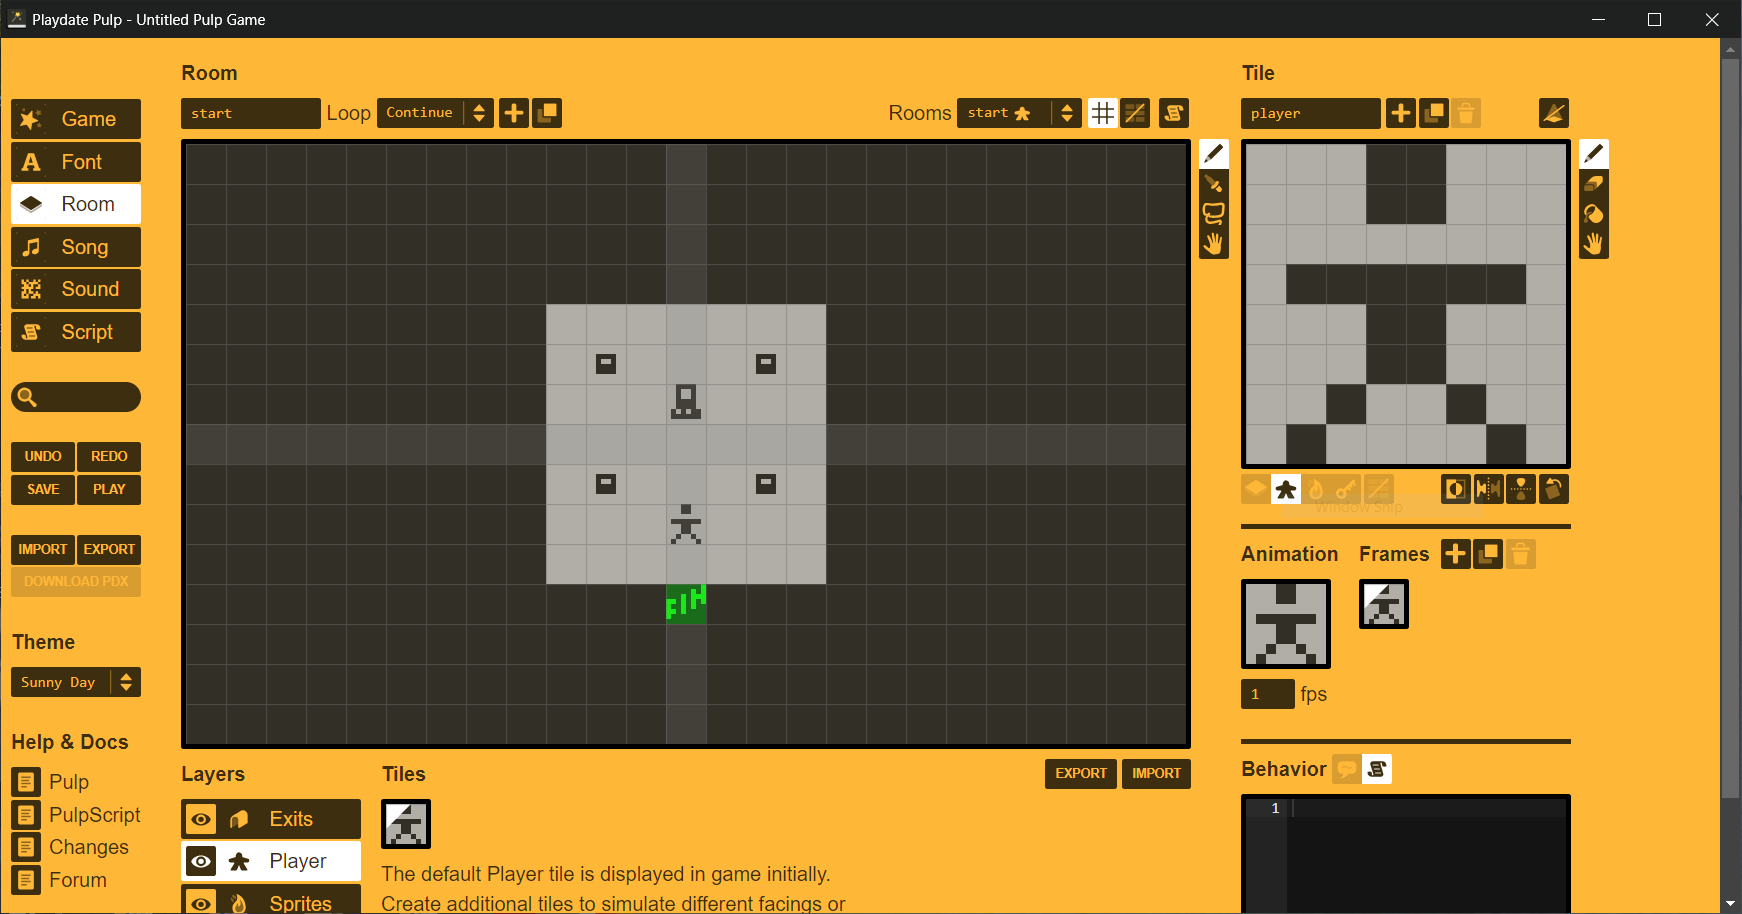 Playdate Pulp - Untitled Pulp Game
Room
Tile
start
Loop
Continue
Rooms
start
player
Game
Font
Room
Song
Sound
Script
UNDO
REDO
SAVE
PLAY
IMPORT
EXPORT
DOWNLOAD PDX
Theme
Sunny Day
Help & Docs
Pulp
PulpScript
Changes
Forum
FIN
Window Snip
Animation
Frames
1
fps
Behavior
1
Layers
Exits
Player
Sprites
Tiles
EXPORT
IMPORT
The default Player tile is displayed in game initially.
Create additional tiles to simulate different facings or